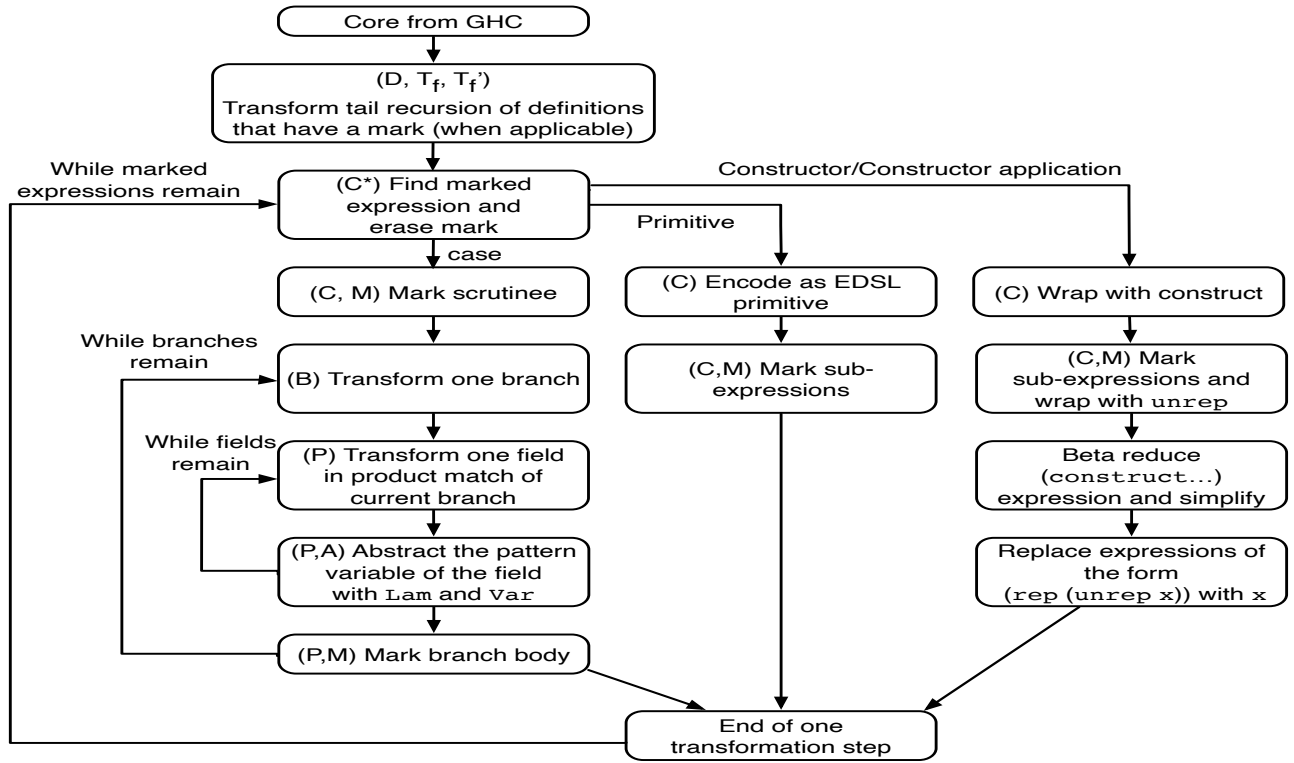 Core from GHC
(D, Tf, Tf')
Transform tail recursion of definitions
that have a mark (when applicable)
While marked
expressions remain
(C*) Find marked
expression and
erase mark
Constructor/Constructor application
Primitive
case
(C, M) Mark scrutinee
(C) Encode as EDSL
primitive
(C) Wrap with construct
While branches
remain
(B) Transform one branch
(C,M) Mark sub-
expressions
(C,M) Mark
sub-expressions and
wrap with unrep
While fields
remain
(P) Transform one field
in product match of
current branch
Beta reduce
(construct...)
expression and simplify
(P,A) Abstract the pattern
variable of the field
with Lam and Var
Replace expressions of
the form
(rep (unrep x)) with x
(P,M) Mark branch body
End of one
transformation step